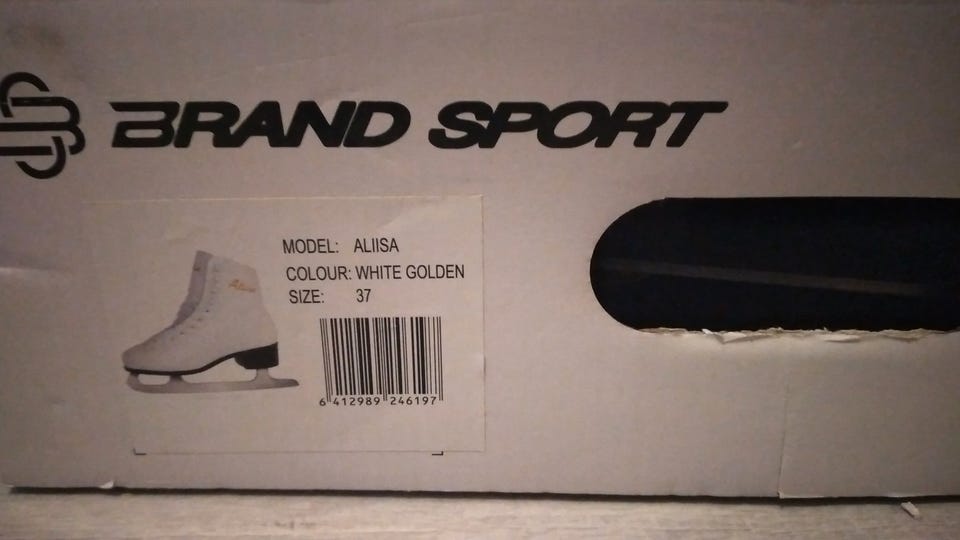 BRAND SPORT
MODEL: ALIISA
COLOUR: WHITE GOLDEN
SIZE: 37
6 412989 246197